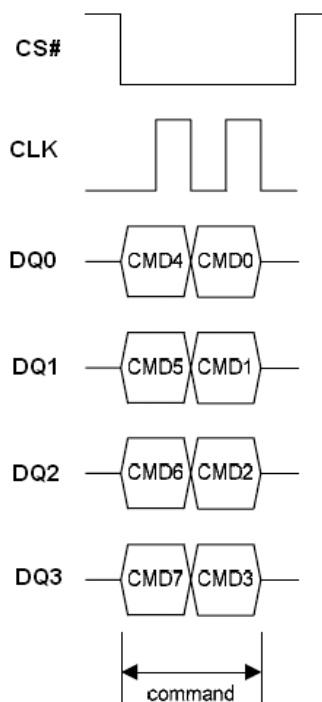 CS#
CLK
DQ0 CMD4 CMD0
DQ1 CMD5 CMD1
DQ2 CMD6 CMD2
DQ3 CMD7 CMD3
command